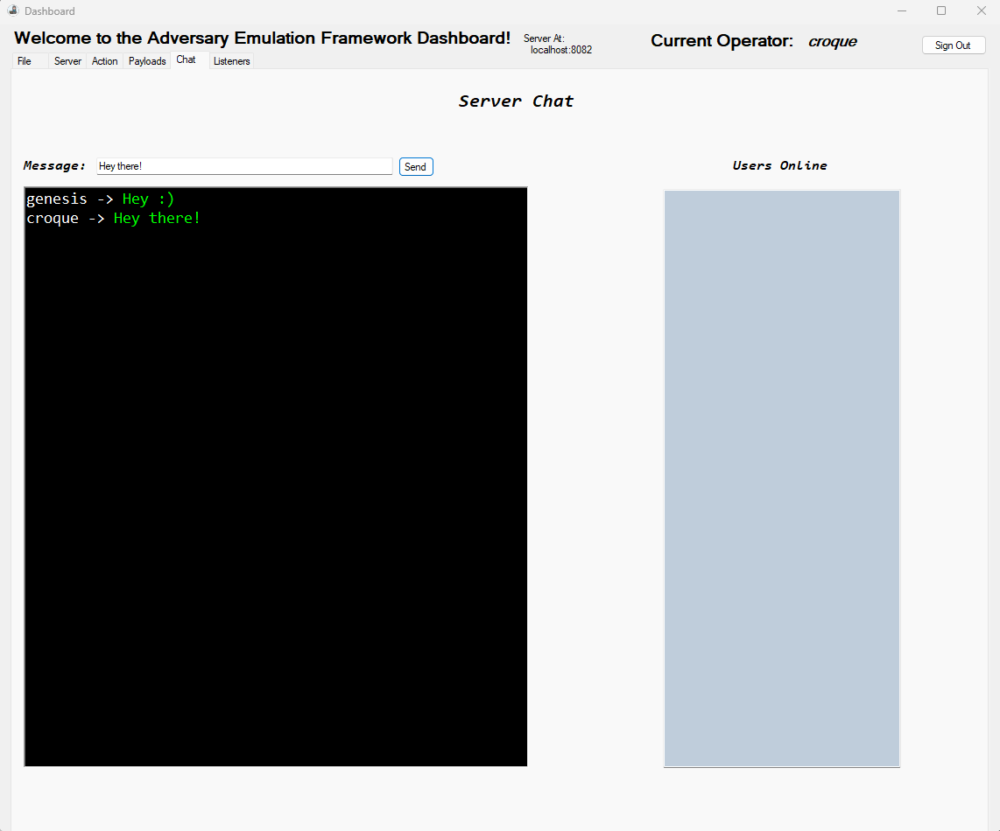 Dashboard
Welcome to the Adversary Emulation Framework Dashboard!
Server At:
localhost:8082
Current Operator: croque
Sign Out
File Server Action Payloads Chat Listeners
Server Chat
Message: Hey there! Send
Users Online
genesis -> Hey :)
croque -> Hey there!